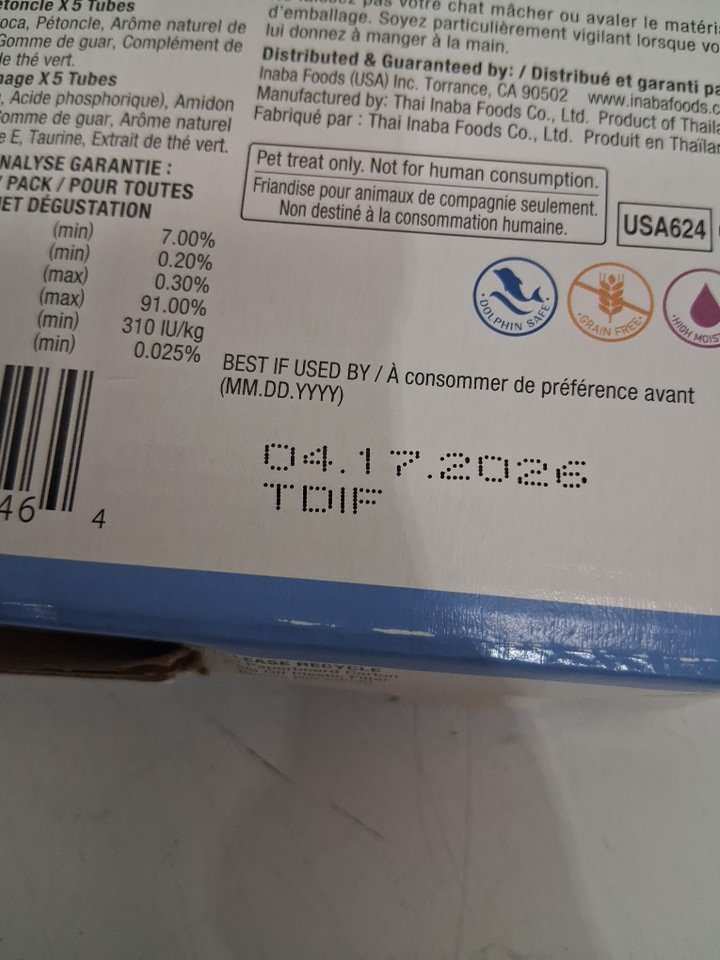 étoncle X 5 Tubes
oca, Pétoncle, Arôme naturel de
Gomme de guar, Complément de
de thé vert.
nage X 5 Tubes
, Acide phosphorique), Amidon
Gomme de guar, Arôme naturel
e E, Taurine, Extrait de thé vert.
NALYSE GARANTIE :
/ PACK / POUR TOUTES
ET DÉGUSTATION
(min) 7.00%
(min) 0.20%
(max) 0.30%
(max) 91.00%
(min) 310 IU/kg
(min) 0.025%
46 4
pas votre chat mâcher ou avaler le matéri
d'emballage. Soyez particulièrement vigilant lorsque vo
lui donnez à manger à la main.
Distributed & Guaranteed by: / Distribué et garanti pa
Inaba Foods (USA) Inc. Torrance, CA 90502 www.inabafoods.c
Manufactured by: Thai Inaba Foods Co., Ltd. Product of Thaila
Fabriqué par : Thai Inaba Foods Co., Ltd. Produit en Thaïlan
Pet treat only. Not for human consumption.
Friandise pour animaux de compagnie seulement.
Non destiné à la consommation humaine.
USA624
DOLPHIN SAFE
GRAIN FREE
HIGH MOIS
BEST IF USED BY / À consommer de préférence avant
(MM.DD.YYYY)
04.17.2026
TDIF
EASE RECYCLE